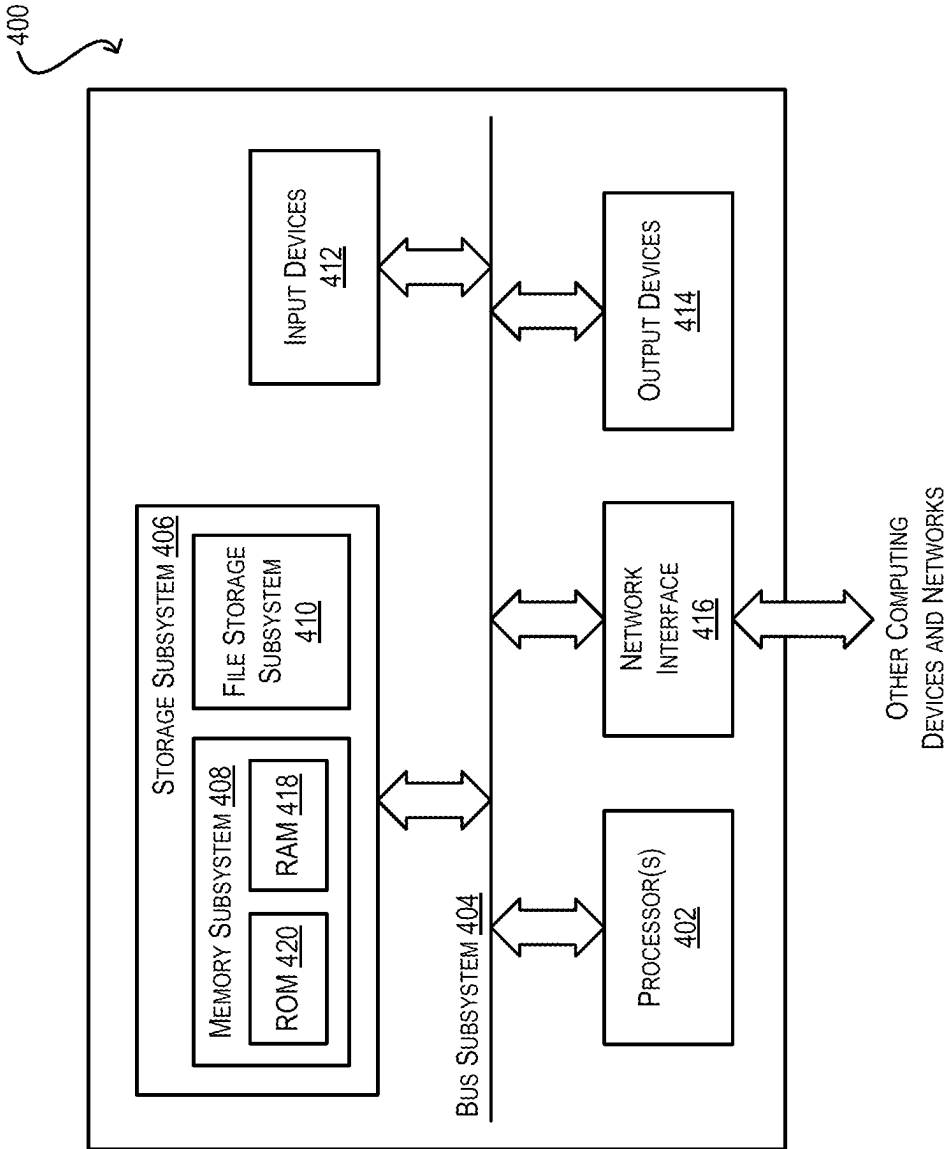 400
STORAGE SUBSYSTEM 406
MEMORY SUBSYSTEM 408
ROM 420
RAM 418
FILE STORAGE
SUBSYSTEM
410
INPUT DEVICES
412
BUS SUBSYSTEM 404
PROCESSOR(S)
402
NETWORK
INTERFACE
416
OUTPUT DEVICES
414
OTHER COMPUTING
DEVICES AND NETWORKS